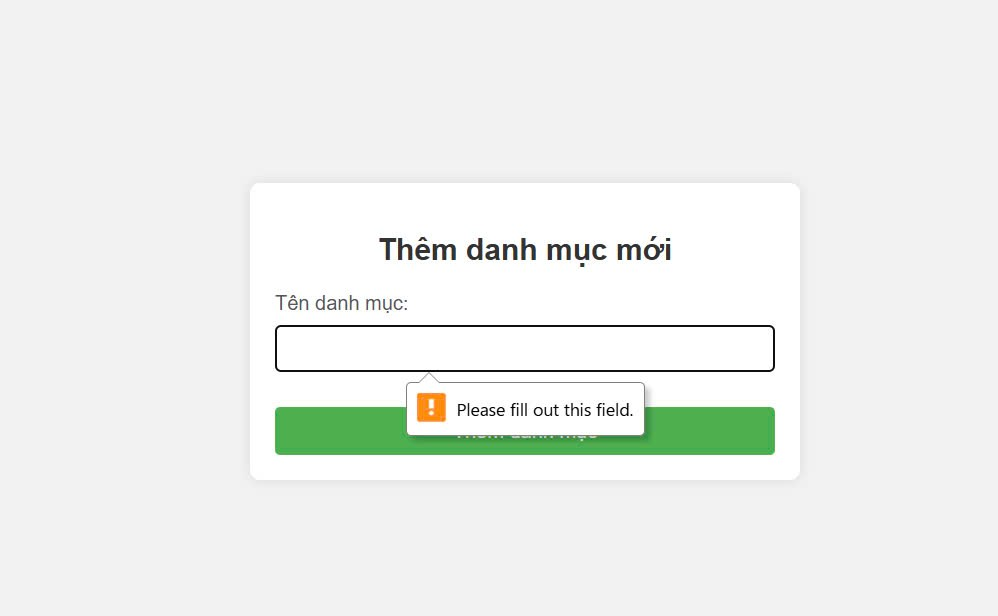 Thêm danh mục mới
Tên danh mục:
Please fill out this field.